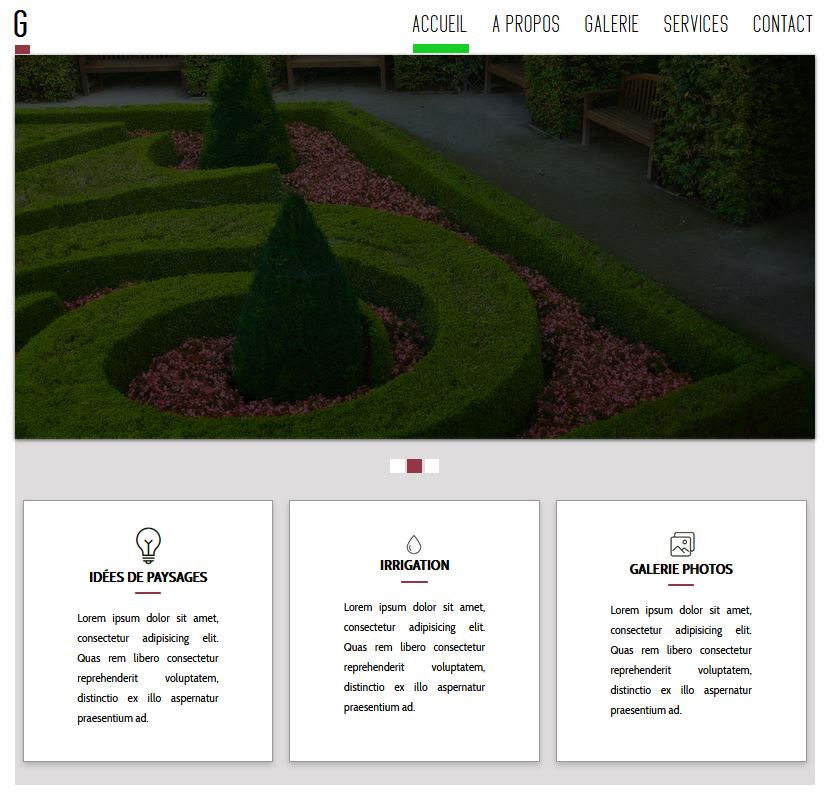 G
ACCUEIL A PROPOS GALERIE SERVICES CONTACT
IDÉES DE PAYSAGES
Lorem ipsum dolor sit amet,
consectetur adipisicing elit.
Quas rem libero consectetur
reprehenderit voluptatem,
distinctio ex illo aspernatur
praesentium ad.
IRRIGATION
Lorem ipsum dolor sit amet,
consectetur adipisicing elit.
Quas rem libero consectetur
reprehenderit voluptatem,
distinctio ex illo aspernatur
praesentium ad.
GALERIE PHOTOS
Lorem ipsum dolor sit amet,
consectetur adipisicing elit.
Quas rem libero consectetur
reprehenderit voluptatem,
distinctio ex illo aspernatur
praesentium ad.